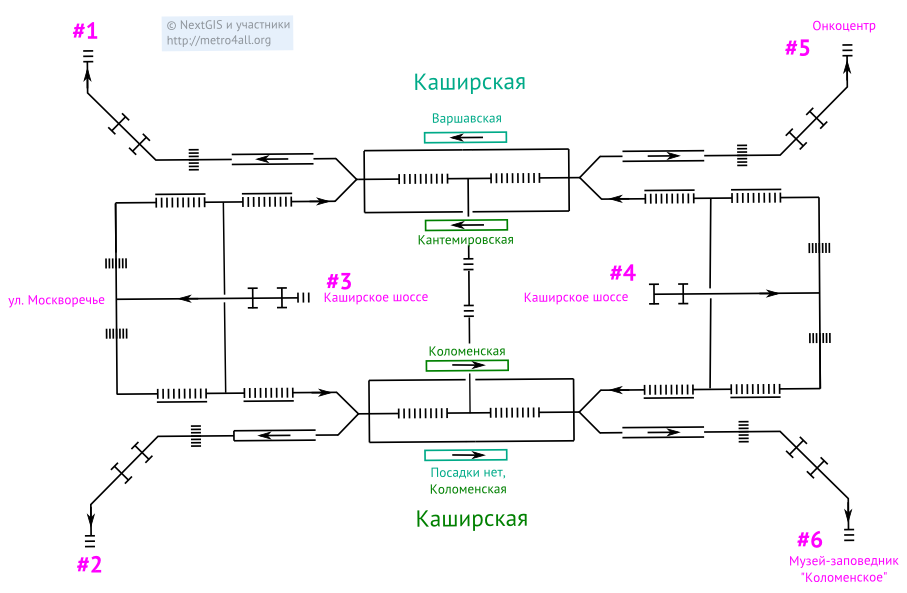 #1
© NextGIS и участники
http://metro4all.org
Онкоцентр
#5
Каширская
Варшавская
Кантемировская
#3
Каширское шоссе
ул. Москворечье
#4
Каширское шоссе
Коломенская
Посадки нет,
Коломенская
Каширская
#2
#6
Музей-заповедник
"Коломенское"